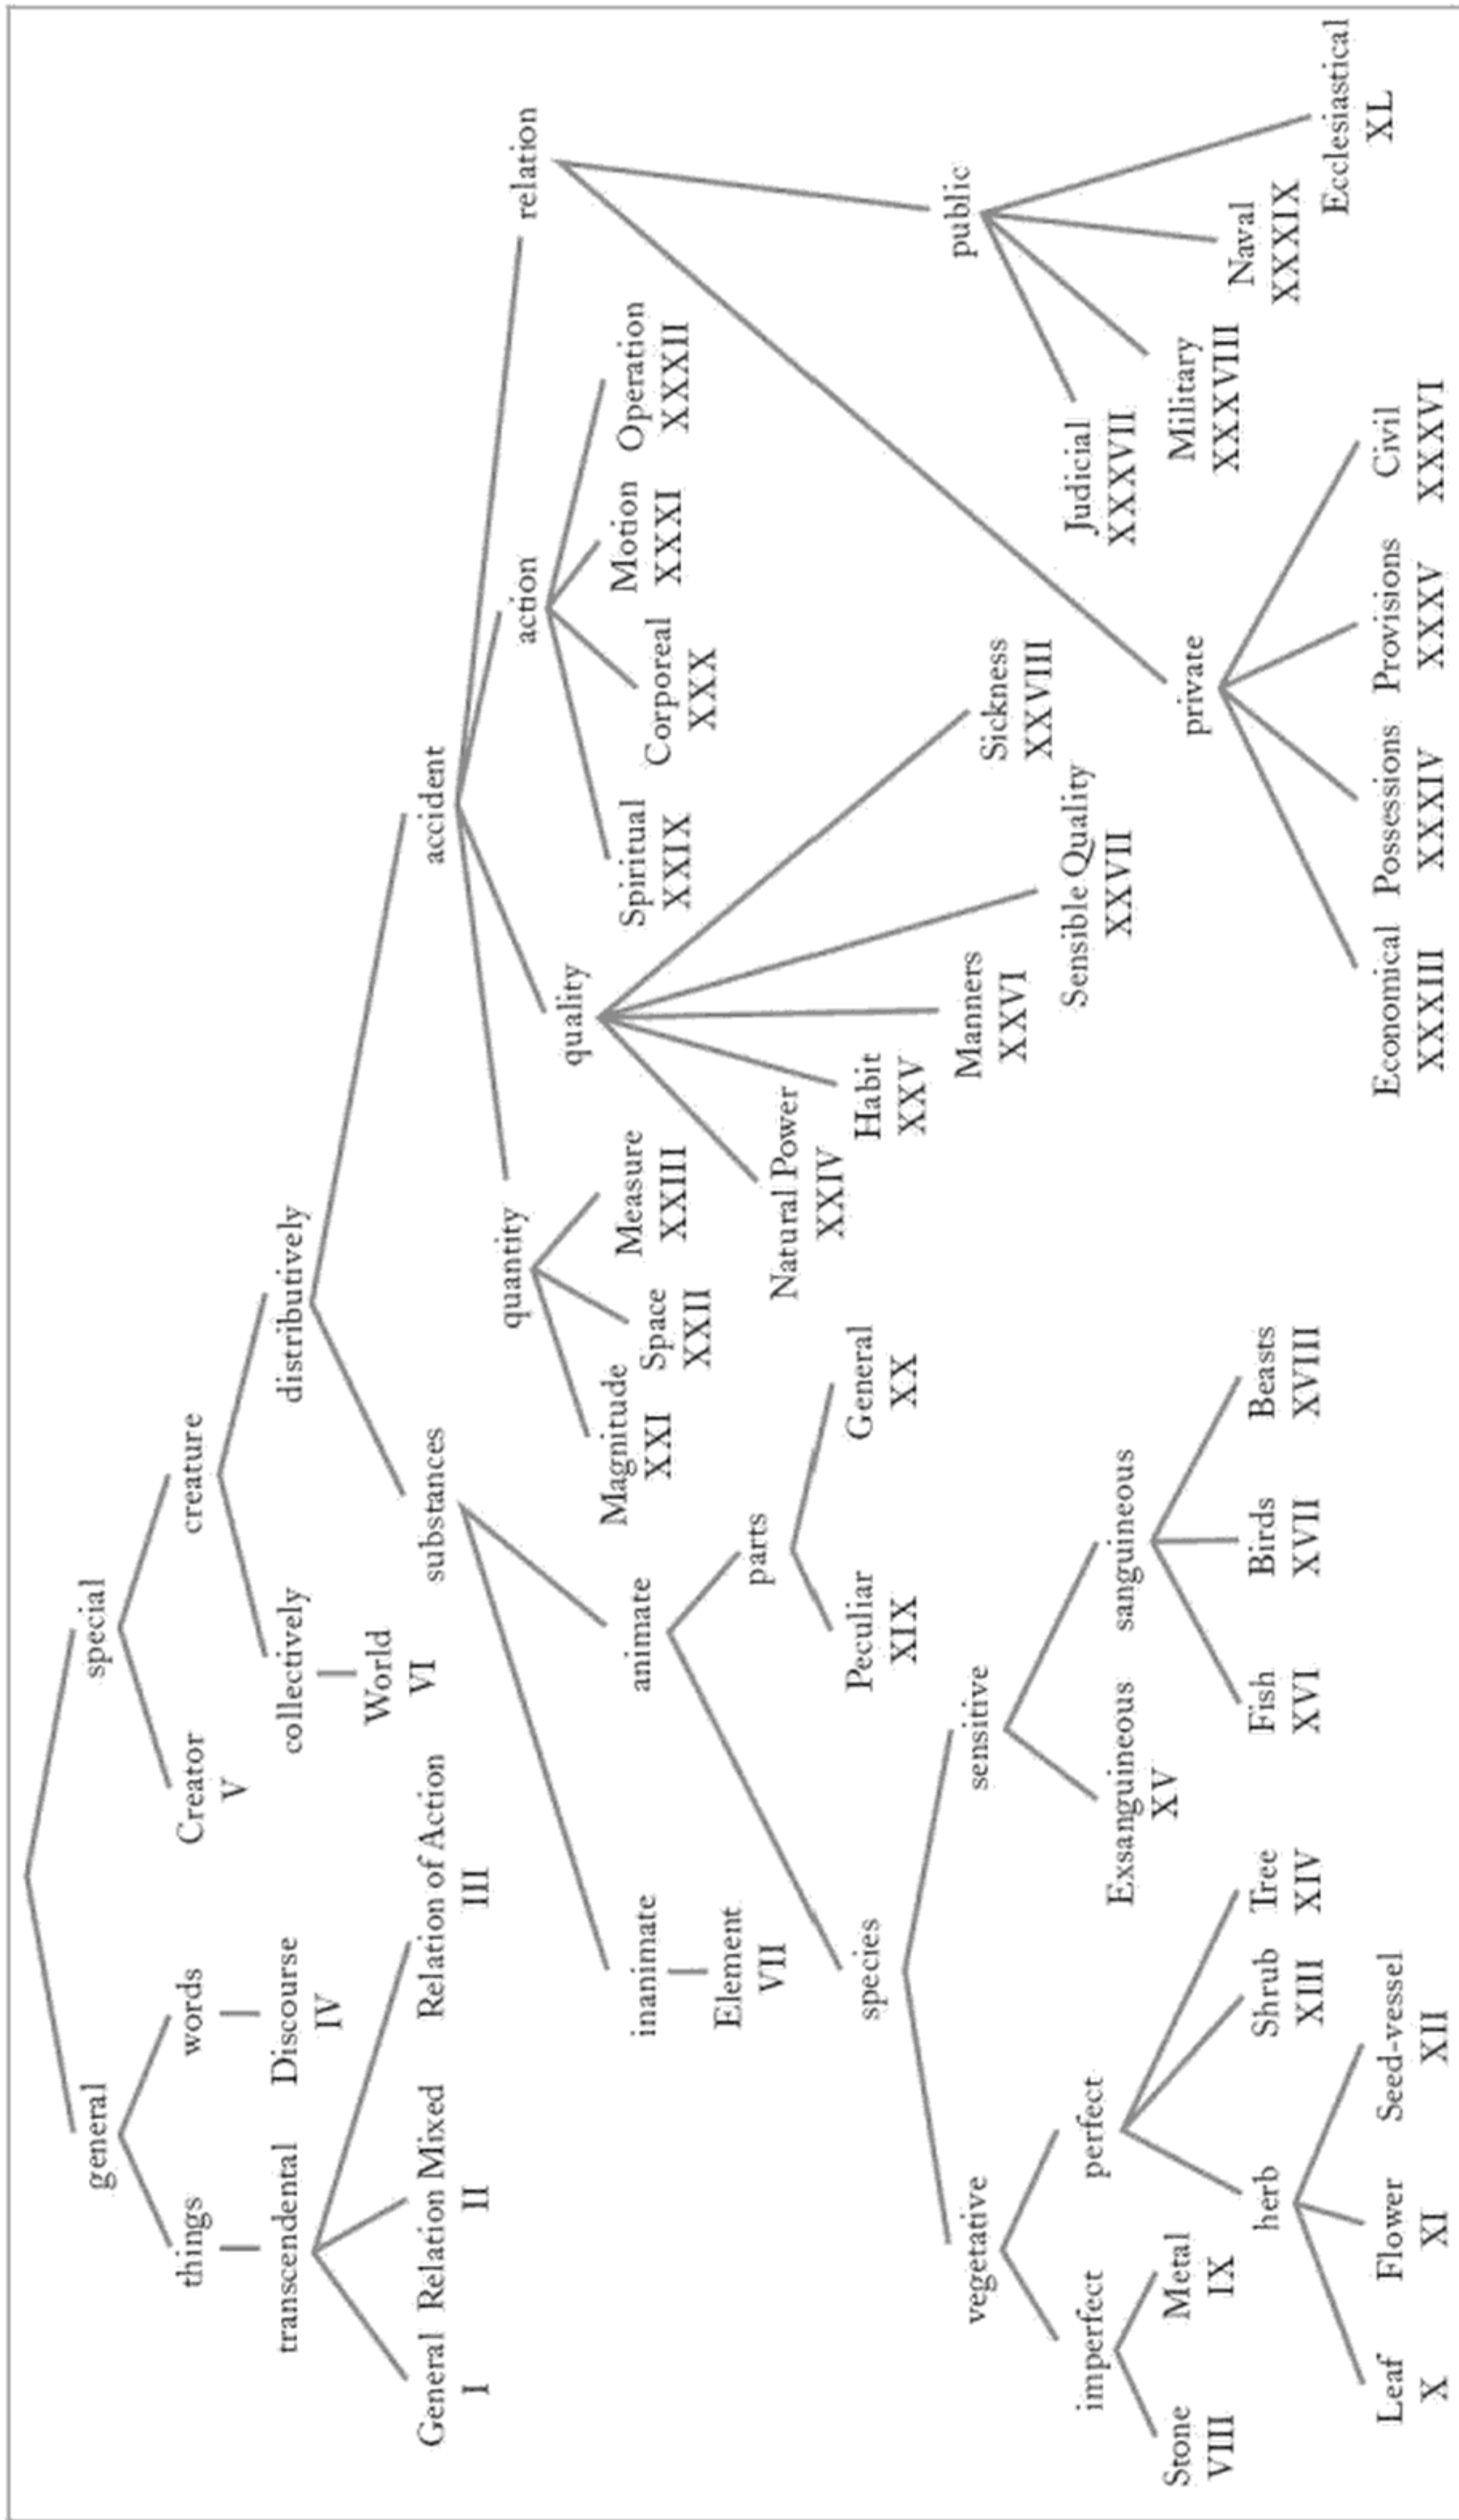 general
special
things
words
Creator
V
creature
transcendental
Discourse
IV
collectively
distributively
World
VI
General
I
Relation Mixed
II
Relation of Action
III
substances
accident
quantity
quality
action
relation
inanimate
animate
Magnitude
XXI
Space
XXII
Measure
XXIII
Spiritual
XXIX
Corporeal
XXX
Motion
XXXI
Operation
XXXII
Element
VII
parts
Natural Power
XXIV
Habit
XXV
Manners
XXVI
Sensible Quality
XXVII
Sickness
XXVIII
public
species
Peculiar
XIX
General
XX
vegetative
sensitive
private
Judicial
XXXVII
Military
XXXVIII
Naval
XXXIX
Ecclesiastical
XL
imperfect
perfect
Exsanguineous
XV
sanguineous
Stone
VIII
Metal
IX
herb
Shrub
XIII
Tree
XIV
Fish
XVI
Birds
XVII
Beasts
XVIII
Leaf
X
Flower
XI
Seed-vessel
XII
Economical
XXXIII
Possessions
XXXIV
Provisions
XXXV
Civil
XXXVI